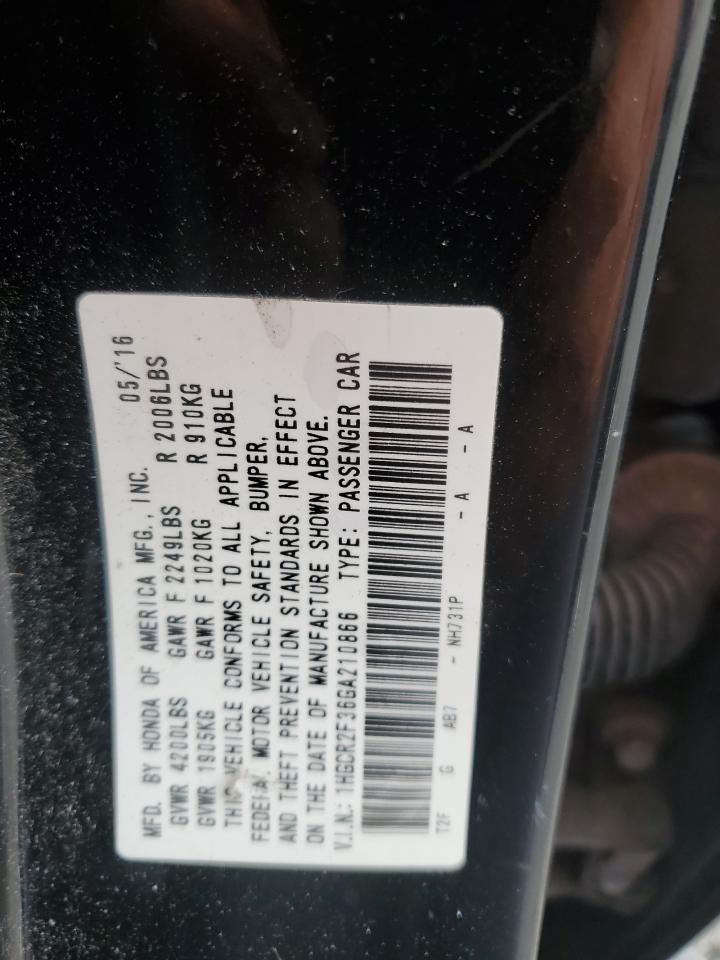 MFD. BY HONDA OF AMERICA MFG., INC. 05/'16
GVWR 4200LBS GAWR F 2249LBS R 2006LBS
GVWR 1905KG GAWR F 1020KG R 910KG
THIS VEHICLE CONFORMS TO ALL APPLICABLE
FEDERAL MOTOR VEHICLE SAFETY, BUMPER,
AND THEFT PREVENTION STANDARDS IN EFFECT
ON THE DATE OF MANUFACTURE SHOWN ABOVE.
V.I.N.: 1HGCR2F36GA210866 TYPE: PASSENGER CAR
T2F G AB7 - NH731P - A - A